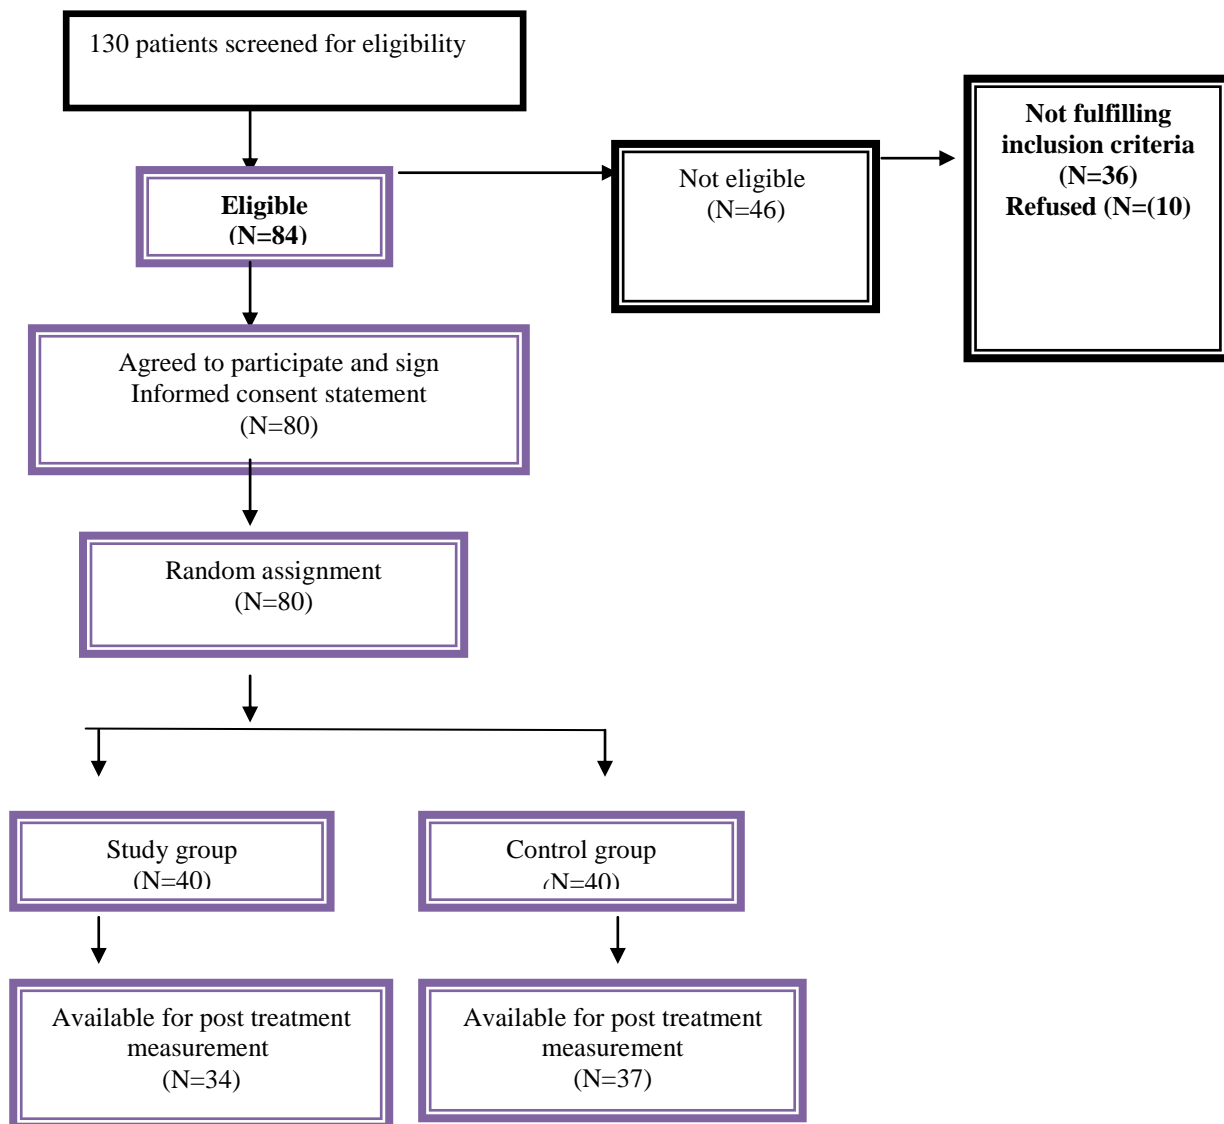 130 patients screened for eligibility
Eligible
(N=84)
Not eligible
(N=46)
Not fulfilling
inclusion criteria
(N=36)
Refused (N=(10)
Agreed to participate and sign
Informed consent statement
(N=80)
Random assignment
(N=80)
Study group
(N=40)
Control group
(N=40)
Available for post treatment
measurement
(N=34)
Available for post treatment
measurement
(N=37)